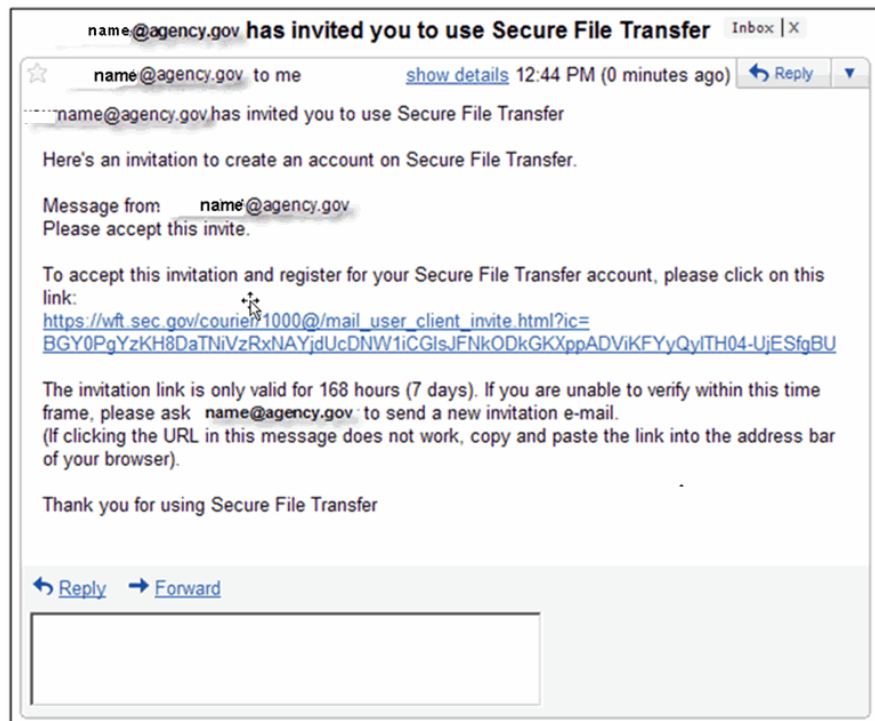 name@agency.gov has invited you to use Secure File Transfer Inbox | X
name@agency.gov to me show details 12:44 PM (0 minutes ago) Reply
name@agency.gov has invited you to use Secure File Transfer
Here's an invitation to create an account on Secure File Transfer.
Message from name@agency.gov
Please accept this invite.
To accept this invitation and register for your Secure File Transfer account, please click on this
link:
https://wft.sec.gov/courier/1000@/mail_user_client_invite.html?ic=
BGY0PgYzKH8DaTNiVzRxNAYjdUcDNW1iCGlsJFNkODkGKXppADViKFYyQylTH04-UjESfgBU
The invitation link is only valid for 168 hours (7 days). If you are unable to verify within this time
frame, please ask name@agency.gov to send a new invitation e-mail.
(If clicking the URL in this message does not work, copy and paste the link into the address bar
of your browser).
Thank you for using Secure File Transfer
Reply Forward